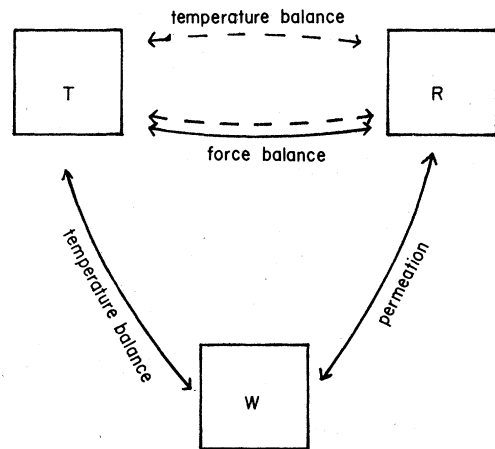 temperature balance
T
R
force balance
temperature balance
permeation
W